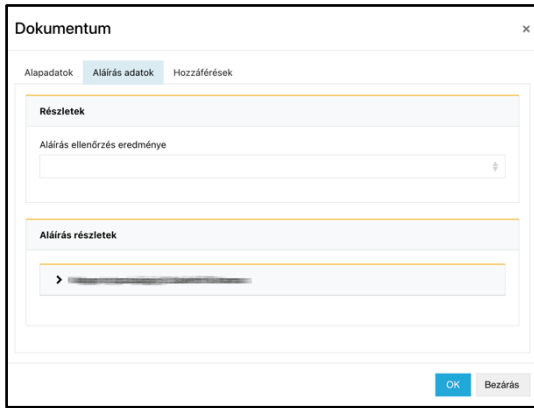 Dokumentum
×
Alapadatok Aláírás adatok Hozzáférések
Részletek
Aláírás ellenőrzés eredménye
Aláírás részletek
OK Bezárás